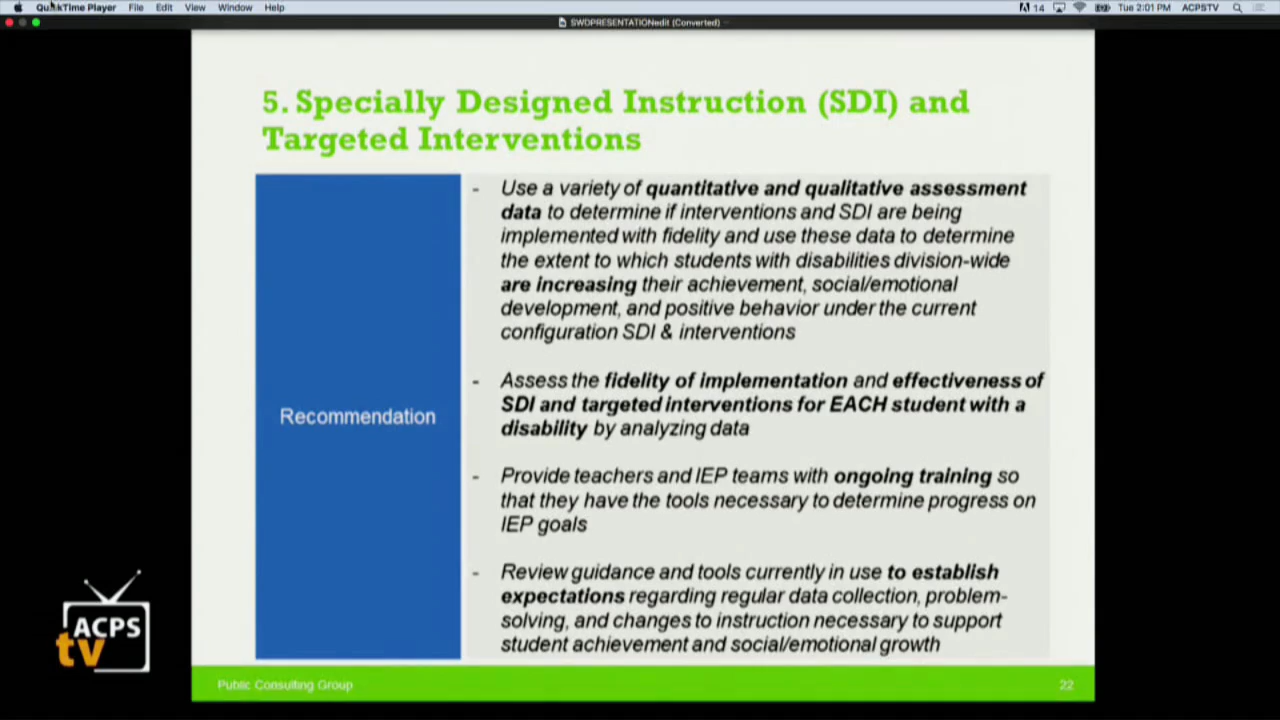 QuickTime Player File Edit View Window Help
14 Tue 2:01 PM ACPSTV
SWDPRESENTATIONedit (Converted)
5. Specially Designed Instruction (SDI) and
Targeted Interventions
Recommendation
- Use a variety of quantitative and qualitative assessment
data to determine if interventions and SDI are being
implemented with fidelity and use these data to determine
the extent to which students with disabilities division-wide
are increasing their achievement, social/emotional
development, and positive behavior under the current
configuration SDI & interventions
- Assess the fidelity of implementation and effectiveness of
SDI and targeted interventions for EACH student with a
disability by analyzing data
- Provide teachers and IEP teams with ongoing training so
that they have the tools necessary to determine progress on
IEP goals
- Review guidance and tools currently in use to establish
expectations regarding regular data collection, problem-
solving, and changes to instruction necessary to support
student achievement and social/emotional growth
ACPS
tv
Public Consulting Group 22